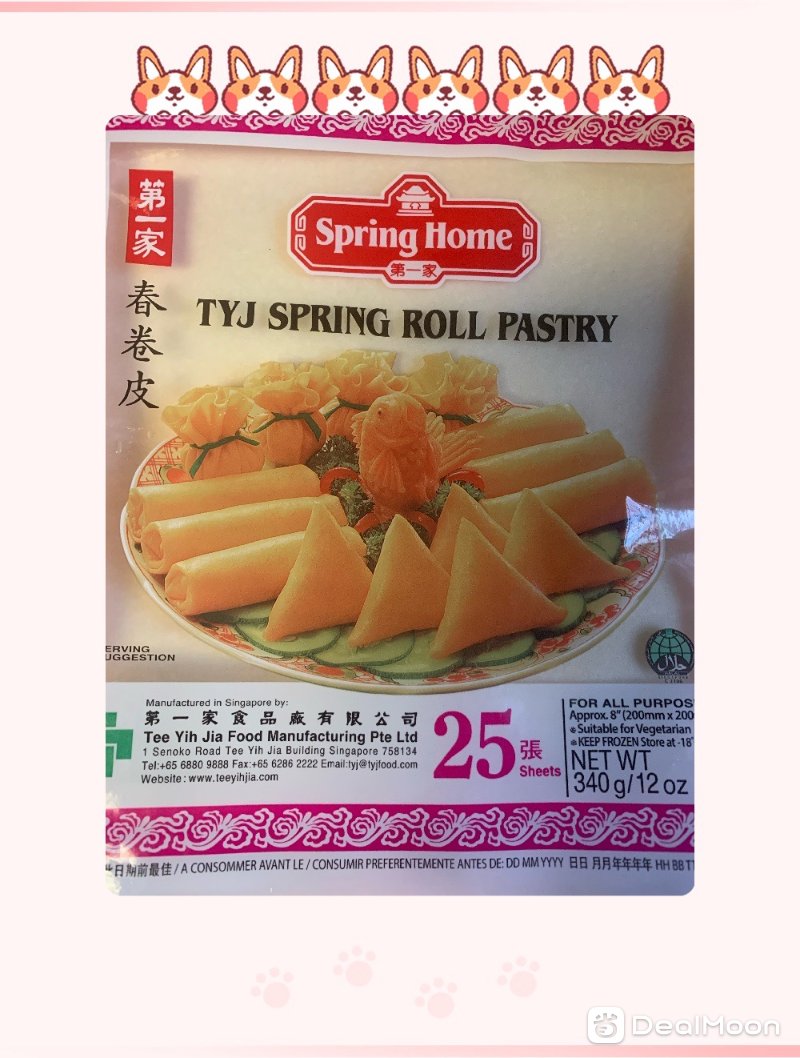 第一家
春卷皮
Spring Home
第一家
TYJ SPRING ROLL PASTRY
ERVING
UGGESTION
Manufactured in Singapore by:
第一家食品廠有限公司
Tee Yih Jia Food Manufacturing Pte Ltd
1 Senoko Road Tee Yih Jia Building Singapore 758134
Tel:+65 6880 9888 Fax:+65 6286 2222 Email:tyj@tyjfood.com
Website: www.teeyihjia.com
25 張
Sheets
FOR ALL PURPOS
Approx. 8" (200mm x 200
Suitable for Vegetarian
KEEP FROZEN Store at -18
NET WT
340 g/12 oz
日期前最佳 / A CONSOMMER AVANT LE / CONSUMIR PREFERENTEMENTE ANTES DE: DD MM YYYY 日日 月月年年年年 HH BB
DealMoon